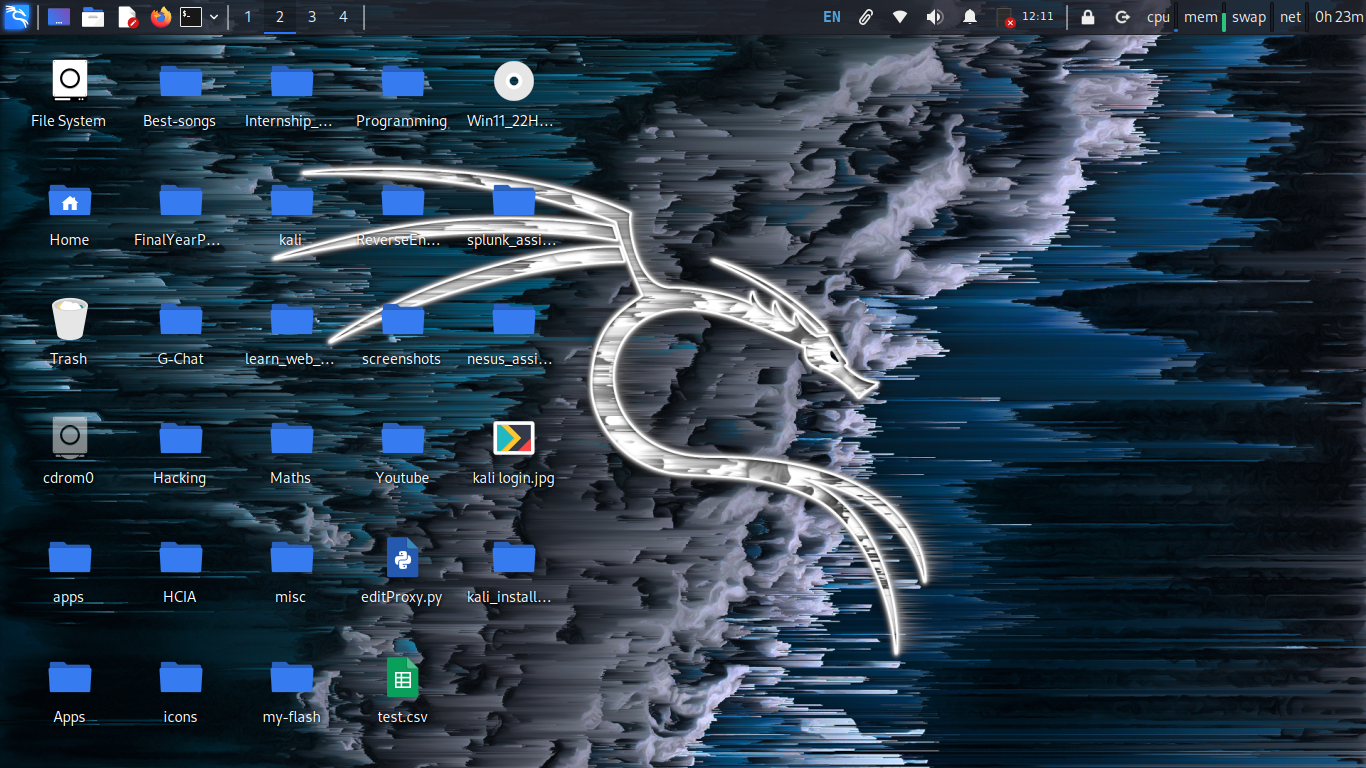 1 2 3 4 EN 12:11 cpu mem swap net 0h 23m
File System Best-songs Internship_... Programming Win11_22H...
Home FinalYearP... kali ReverseEn... splunk_assi...
Trash G-Chat learn_web_... screenshots nesus_assi...
cdrom0 Hacking Maths Youtube kali login.jpg
apps HCIA misc editProxy.py kali_install...
Apps icons my-flash test.csv